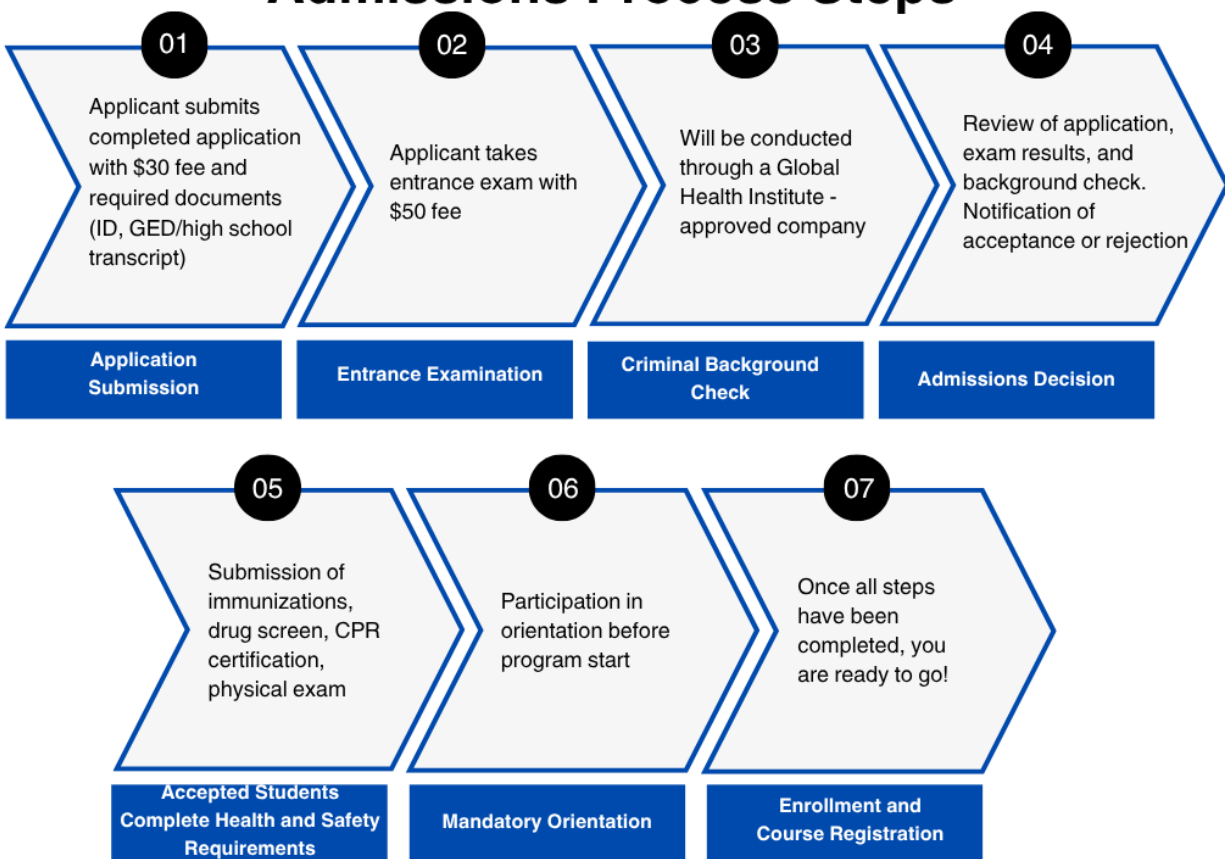 Admissions Process Steps
01
Applicant submits
completed application
with $30 fee and
required documents
(ID, GED/high school
transcript)
Application
Submission
02
Applicant takes
entrance exam with
$50 fee
Entrance Examination
03
Will be conducted
through a Global
Health Institute -
approved company
Criminal Background
Check
04
Review of application,
exam results, and
background check.
Notification of
acceptance or rejection
Admissions Decision
05
Submission of
immunizations,
drug screen, CPR
certification,
physical exam
Accepted Students
Complete Health and Safety
Requirements
06
Participation in
orientation before
program start
Mandatory Orientation
07
Once all steps
have been
completed, you
are ready to go!
Enrollment and
Course Registration